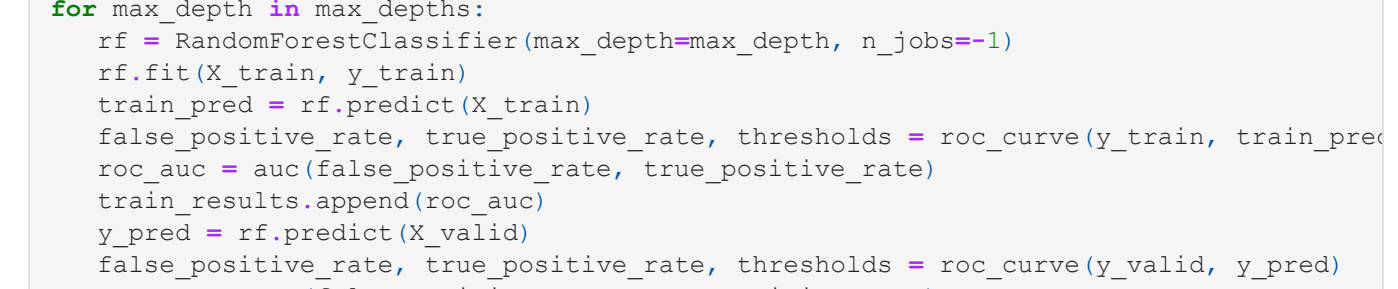 for max_depth in max_depths:
   rf = RandomForestClassifier(max_depth=max_depth, n_jobs=-1)
   rf.fit(X_train, y_train)
   train_pred = rf.predict(X_train)
   false_positive_rate, true_positive_rate, thresholds = roc_curve(y_train, train_pred
   roc_auc = auc(false_positive_rate, true_positive_rate)
   train_results.append(roc_auc)
   y_pred = rf.predict(X_valid)
   false_positive_rate, true_positive_rate, thresholds = roc_curve(y_valid, y_pred)